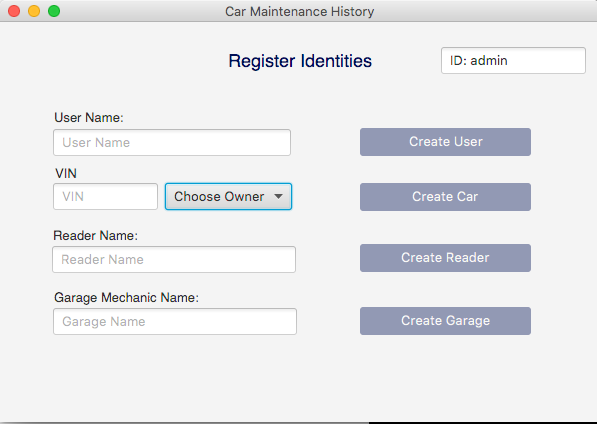 Car Maintenance History
Register Identities
ID: admin
User Name:
User Name
Create User
VIN
VIN
Choose Owner
Create Car
Reader Name:
Reader Name
Create Reader
Garage Mechanic Name:
Garage Name
Create Garage